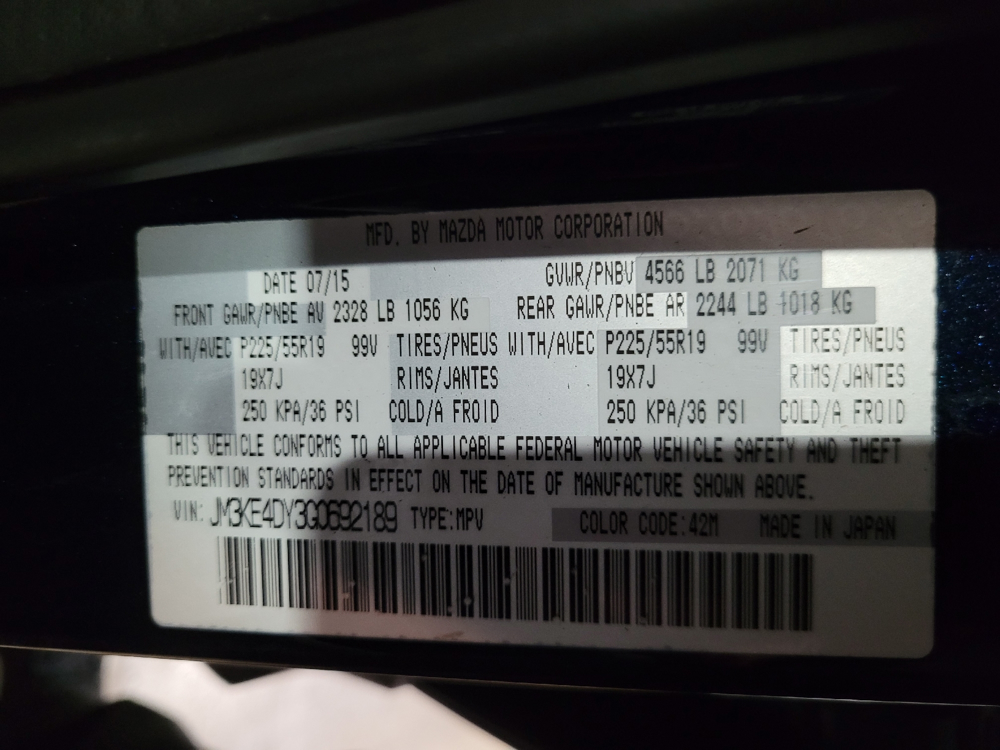 MFD. BY MAZDA MOTOR CORPORATION
DATE 07/15 GVWR/PNBV 4566 LB 2071 KG
FRONT GAWR/PNBE AV 2328 LB 1056 KG REAR GAWR/PNBE AR 2244 LB 1018 KG
WITH/AVEC P225/55R19 99V TIRES/PNEUS WITH/AVEC P225/55R19 99V TIRES/PNEUS
19X7J RIMS/JANTES 19X7J RIMS/JANTES
250 KPA/36 PSI COLD/A FROID 250 KPA/36 PSI COLD/A FROID
THIS VEHICLE CONFORMS TO ALL APPLICABLE FEDERAL MOTOR VEHICLE SAFETY AND THEFT
PREVENTION STANDARDS IN EFFECT ON THE DATE OF MANUFACTURE SHOWN ABOVE.
VIN: JM3KE4DY3G0692189 TYPE:MPV COLOR CODE:42M MADE IN JAPAN